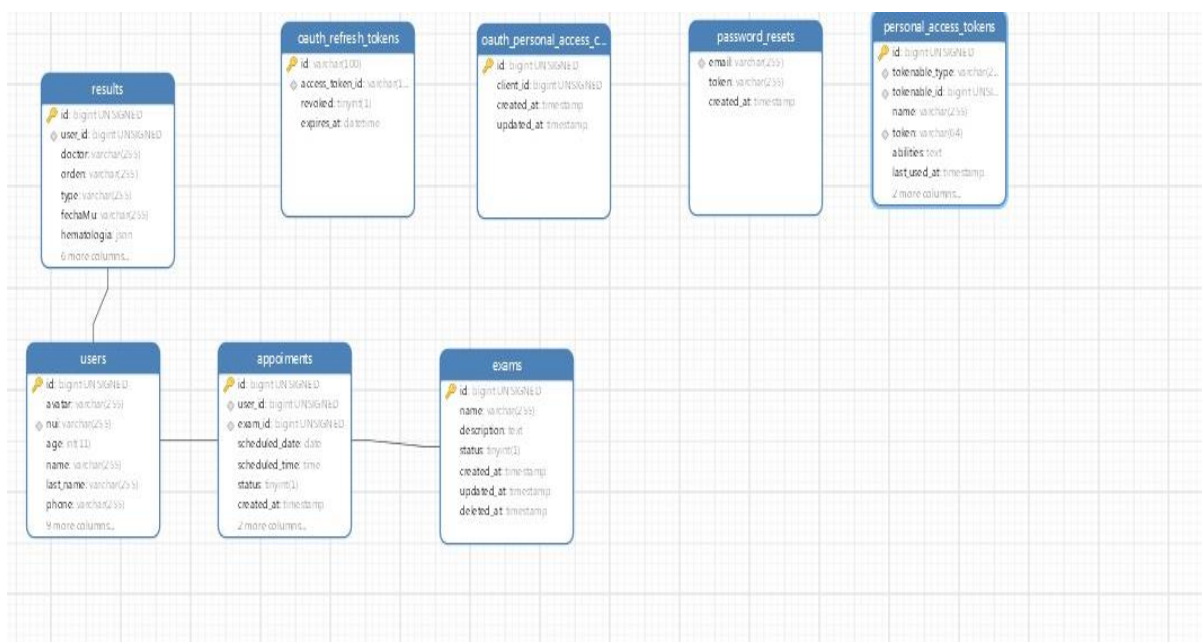 results
id: bigint UNSIGNED
user_id: bigint UNSIGNED
doctor: varchar(255)
orden: varchar(255)
type: varchar(255)
fechaMu: varchar(255)
hematologia: json
6 more columns...
oauth_refresh_tokens
id: varchar(100)
access_token_id: varchar(1...
revoked: tinyint(1)
expires_at: datetime
oauth_personal_access_c...
id: bigint UNSIGNED
client_id: bigint UNSIGNED
created_at: timestamp
updated_at: timestamp
password_resets
email: varchar(255)
token: varchar(255)
created_at: timestamp
personal_access_tokens
id: bigint UNSIGNED
tokenable_type: varchar(2...
tokenable_id: bigint UNSI...
name: varchar(255)
token: varchar(64)
abilities: text
last_used_at: timestamp
2 more columns...
users
id: bigint UNSIGNED
avatar: varchar(255)
nui: varchar(255)
age: int(11)
name: varchar(255)
last_name: varchar(255)
phone: varchar(255)
9 more columns...
appoiments
id: bigint UNSIGNED
user_id: bigint UNSIGNED
exam_id: bigint UNSIGNED
scheduled_date: date
scheduled_time: time
status: tinyint(1)
created_at: timestamp
2 more columns...
exams
id: bigint UNSIGNED
name: varchar(255)
description: text
status: tinyint(1)
created_at: timestamp
updated_at: timestamp
deleted_at: timestamp